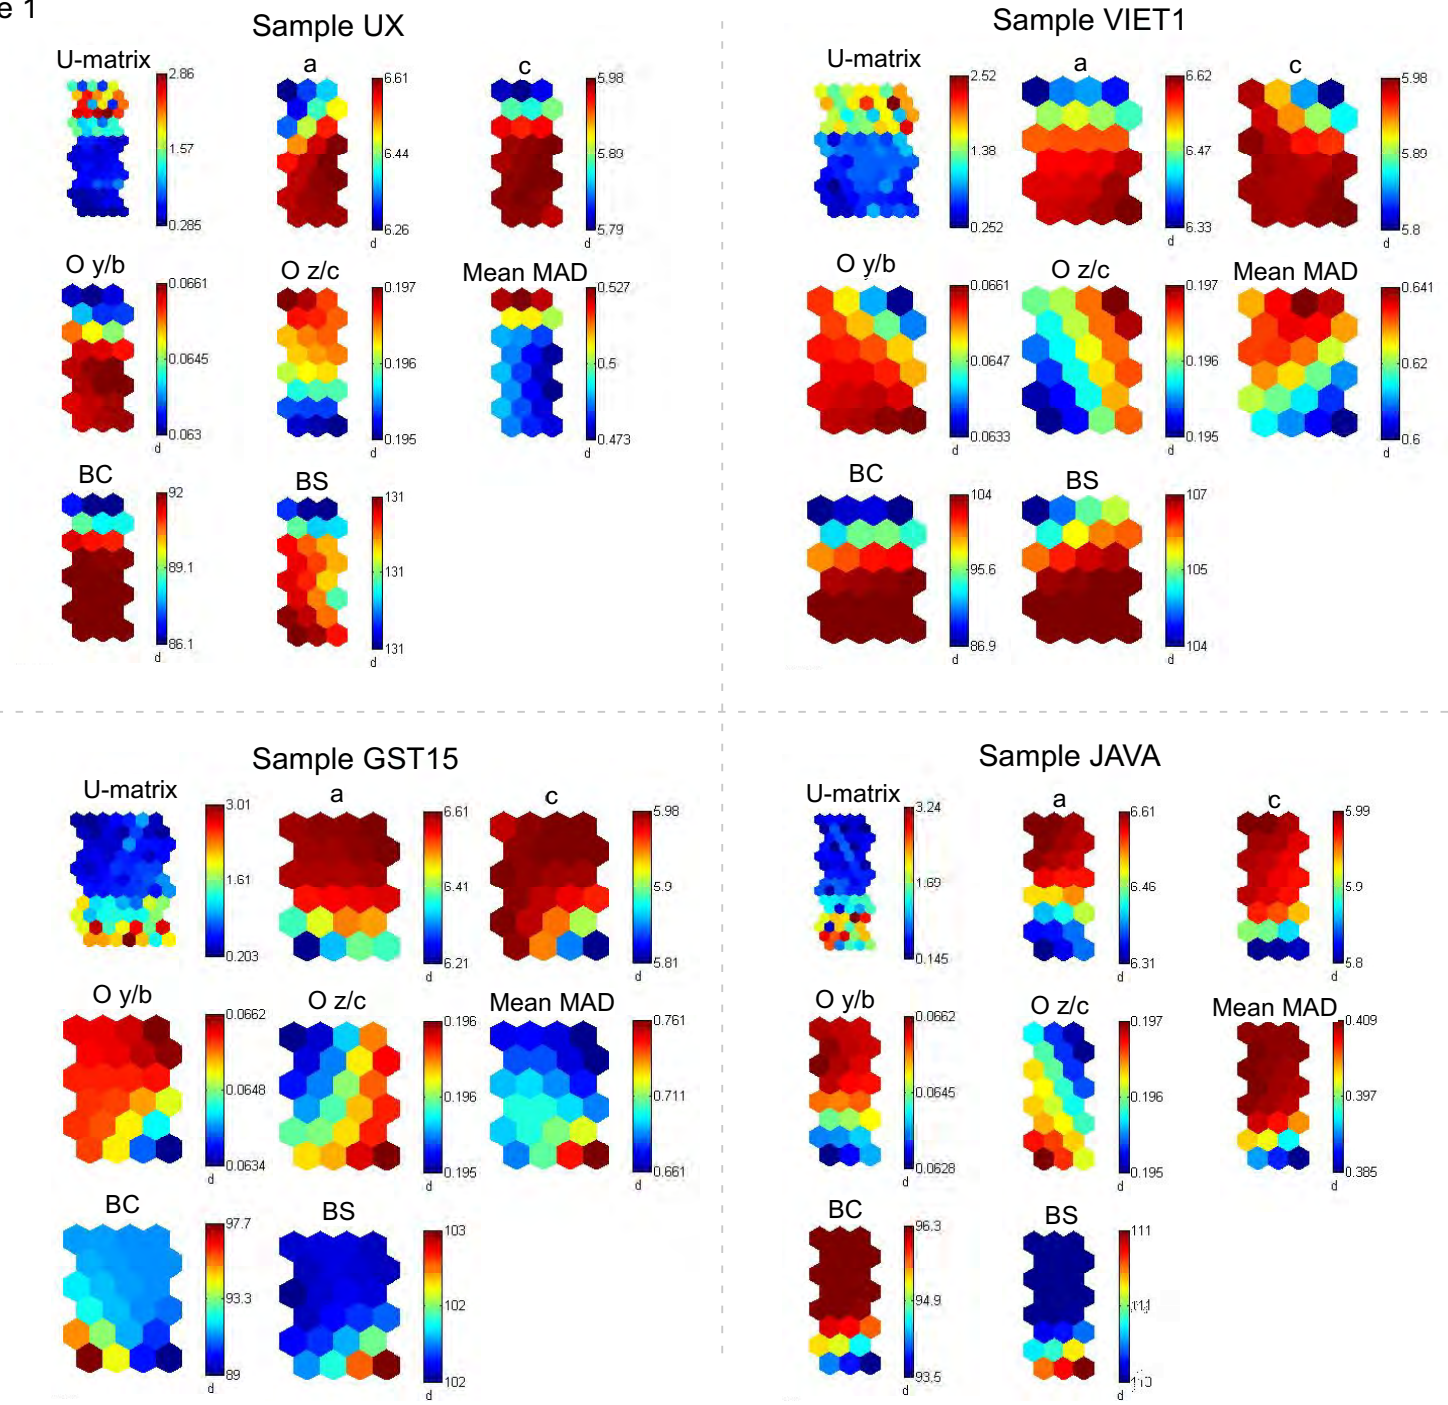 e 1
Sample UX
U-matrix
2.86
1.57
0.285
a
6.61
6.44
6.26
d
c
5.98
5.89
5.79
d
O y/b
0.0661
0.0645
0.063
d
O z/c
0.197
0.196
0.195
d
Mean MAD
0.527
0.5
0.473
d
BC
92
89.1
86.1
d
BS
131
131
131
d
Sample VIET1
U-matrix
2.52
1.38
0.252
a
6.62
6.47
6.33
d
c
5.98
5.89
5.8
d
O y/b
0.0661
0.0647
0.0633
d
O z/c
0.197
0.196
0.195
d
Mean MAD
0.641
0.62
0.6
d
BC
104
95.6
86.9
d
BS
107
105
104
d
Sample GST15
U-matrix
3.01
1.61
0.203
a
6.61
6.41
6.21
d
c
5.98
5.9
5.81
d
O y/b
0.0662
0.0648
0.0634
d
O z/c
0.196
0.196
0.195
d
Mean MAD
0.761
0.711
0.661
d
BC
97.7
93.3
89
d
BS
103
102
102
d
Sample JAVA
U-matrix
3.24
1.69
0.145
a
6.61
6.46
6.31
d
c
5.99
5.9
5.8
d
O y/b
0.0662
0.0645
0.0628
d
O z/c
0.197
0.196
0.195
d
Mean MAD
0.409
0.397
0.385
d
BC
96.3
94.9
93.5
d
BS
111
d